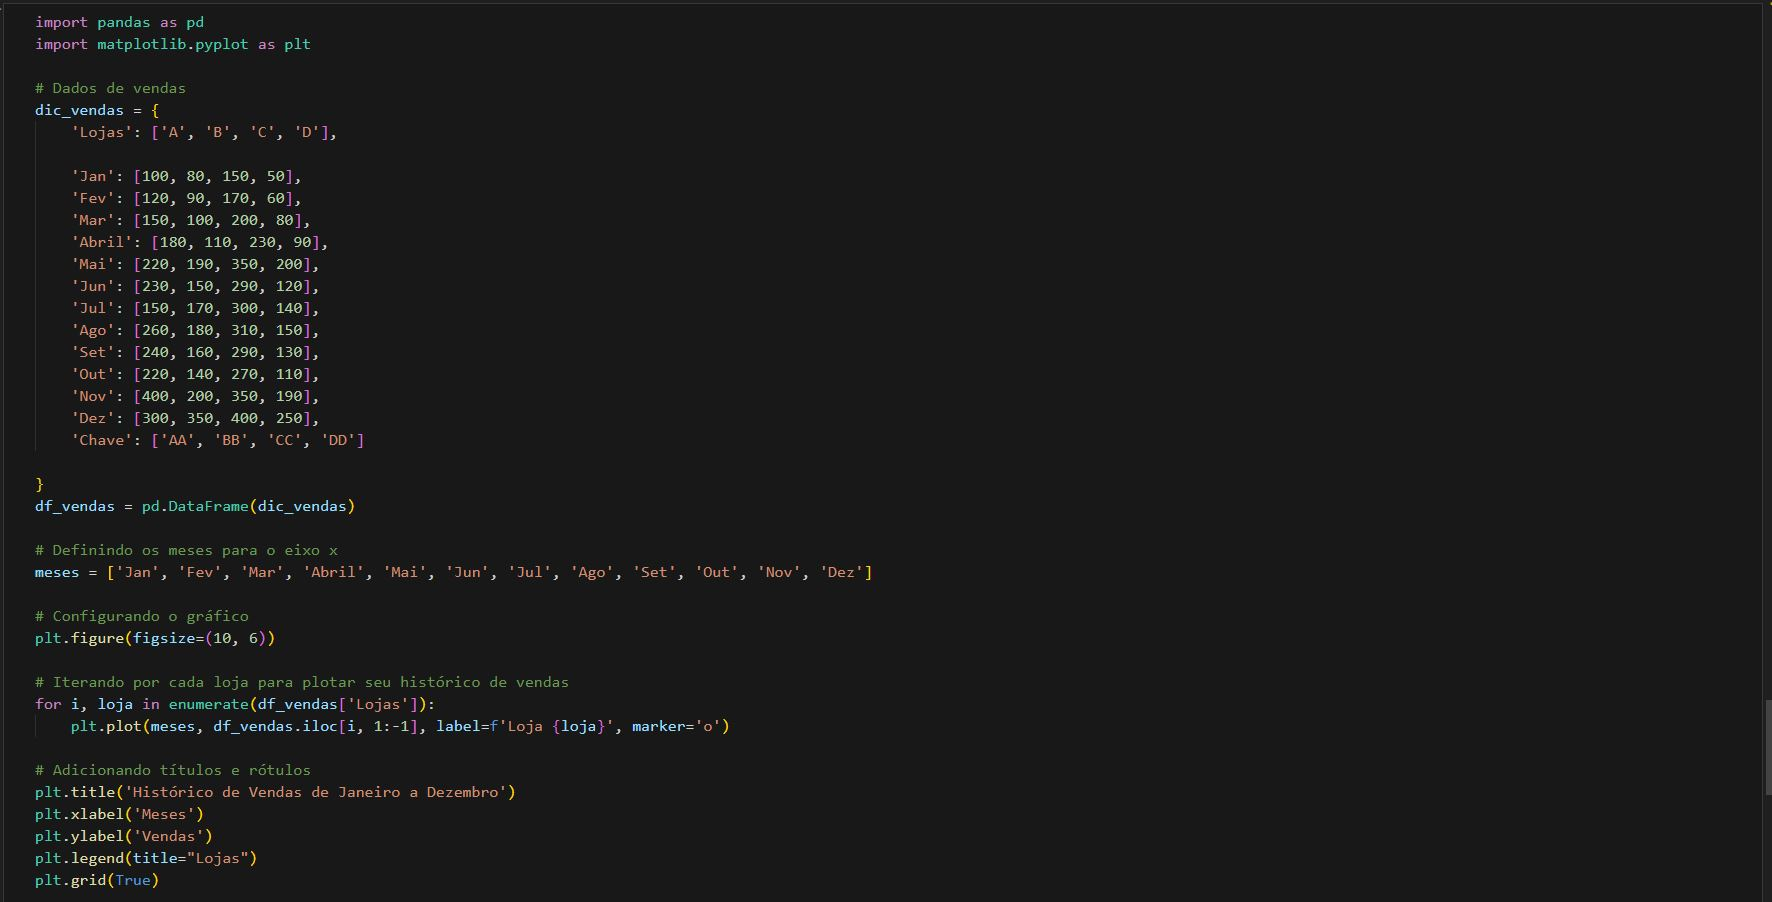 import pandas as pd
import matplotlib.pyplot as plt
# Dados de vendas
dic_vendas = {
    'Lojas': ['A', 'B', 'C', 'D'],
    'Jan': [100, 80, 150, 50],
    'Fev': [120, 90, 170, 60],
    'Mar': [150, 100, 200, 80],
    'Abril': [180, 110, 230, 90],
    'Mai': [220, 190, 350, 200],
    'Jun': [230, 150, 290, 120],
    'Jul': [150, 170, 300, 140],
    'Ago': [260, 180, 310, 150],
    'Set': [240, 160, 290, 130],
    'Out': [220, 140, 270, 110],
    'Nov': [400, 200, 350, 190],
    'Dez': [300, 350, 400, 250],
    'Chave': ['AA', 'BB', 'CC', 'DD']
}
df_vendas = pd.DataFrame(dic_vendas)
# Definindo os meses para o eixo x
meses = ['Jan', 'Fev', 'Mar', 'Abril', 'Mai', 'Jun', 'Jul', 'Ago', 'Set', 'Out', 'Nov', 'Dez']
# Configurando o gráfico
plt.figure(figsize=(10, 6))
# Iterando por cada loja para plotar seu histórico de vendas
for i, loja in enumerate(df_vendas['Lojas']):
    plt.plot(meses, df_vendas.iloc[i, 1:-1], label=f'Loja {loja}', marker='o')
# Adicionando títulos e rótulos
plt.title('Histórico de Vendas de Janeiro a Dezembro')
plt.xlabel('Meses')
plt.ylabel('Vendas')
plt.legend(title="Lojas")
plt.grid(True)